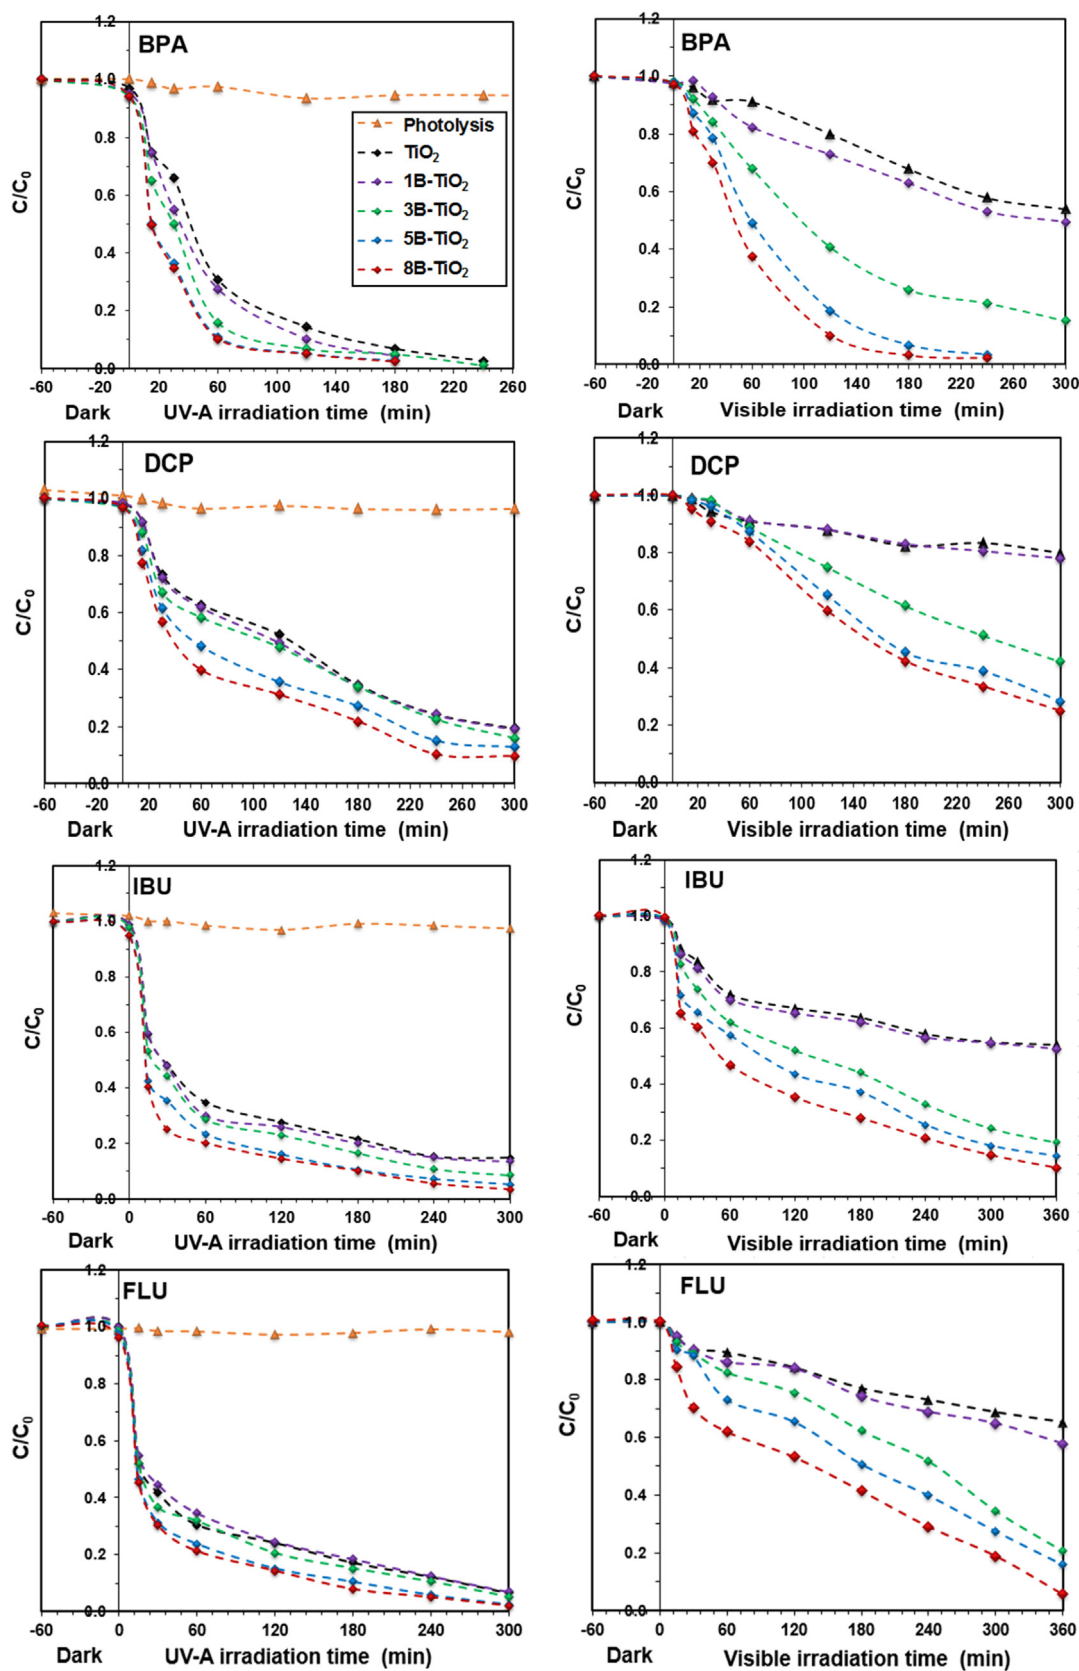 BPA
1.2
1.0
0.8
0.6
0.4
0.2
0.0
C/C0
Photolysis
TiO2
1B-TiO2
3B-TiO2
5B-TiO2
8B-TiO2
-60 -20 20 60 100 140 180 220 260
Dark UV-A irradiation time (min)
BPA
1.2
1.0
0.8
0.6
0.4
0.2
0.0
C/C0
-60 -20 20 60 100 140 180 220 260 300
Dark Visible irradiation time (min)
DCP
1.2
1.0
0.8
0.6
0.4
0.2
0.0
C/C0
-60 -20 20 60 100 140 180 220 260 300
Dark UV-A irradiation time (min)
DCP
1.2
1.0
0.8
0.6
0.4
0.2
0.0
C/C0
-60 -20 20 60 100 140 180 220 260 300
Dark Visible irradiation time (min)
IBU
1.2
1.0
0.8
0.6
0.4
0.2
0.0
C/C0
-60 0 60 120 180 240 300
Dark UV-A irradiation time (min)
IBU
1.2
1.0
0.8
0.6
0.4
0.2
0.0
C/C0
-60 0 60 120 180 240 300 360
Dark Visible irradiation time (min)
FLU
1.2
1.0
0.8
0.6
0.4
0.2
0.0
C/C0
-60 0 60 120 180 240 300
Dark UV-A irradiation time (min)
FLU
1.2
1.0
0.8
0.6
0.4
0.2
0.0
C/C0
-60 0 60 120 180 240 300 360
Dark Visible irradiation time (min)